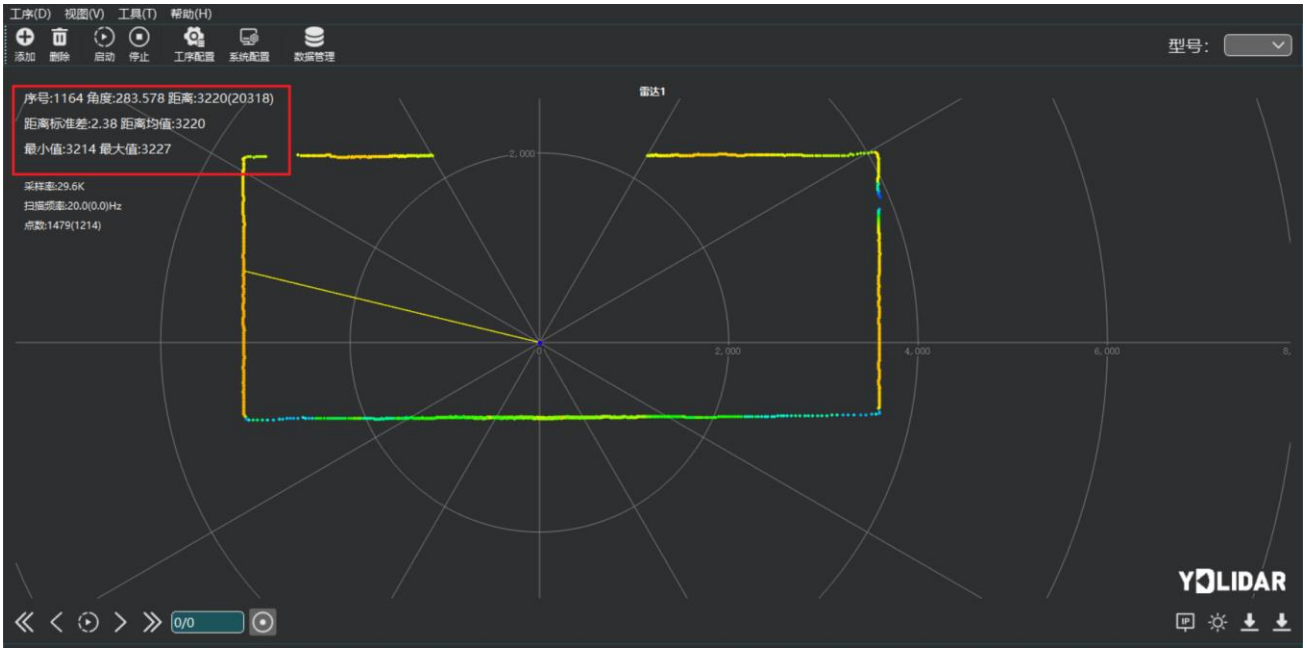 工序(D) 视图(V) 工具(T) 帮助(H)
添加 删除 启动 停止 工序配置 系统配置 数据管理
型号:
雷达1
序号:1164 角度:283.578 距离:3220(20318)
距离标准差:2.38 距离均值:3220
最小值:3214 最大值:3227
采样率:29.6K
扫描频率:20.0(0.0)Hz
点数:1479(1214)
2,000
0 2,000 4,000 6,000 8,
YDLIDAR
0/0
IP